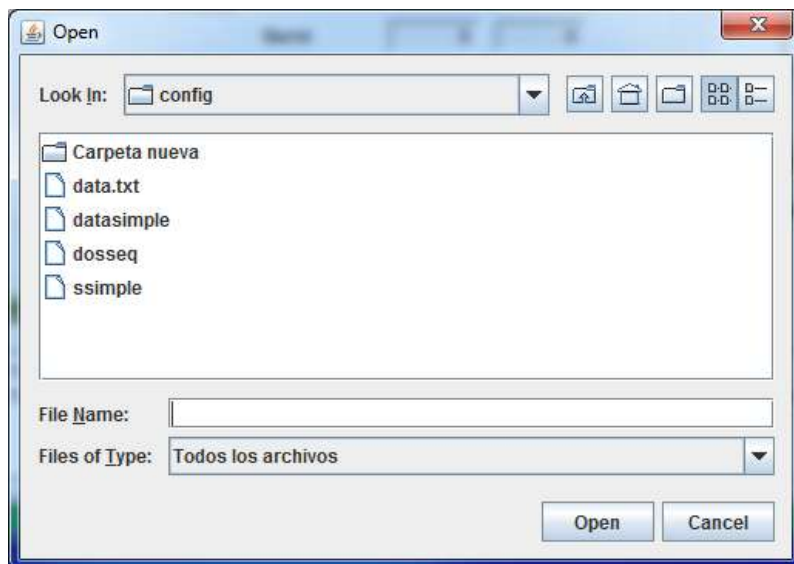 Open
Look In: config
Carpeta nueva
data.txt
datasimple
dosseq
ssimple
File Name:
Files of Type: Todos los archivos
Open Cancel